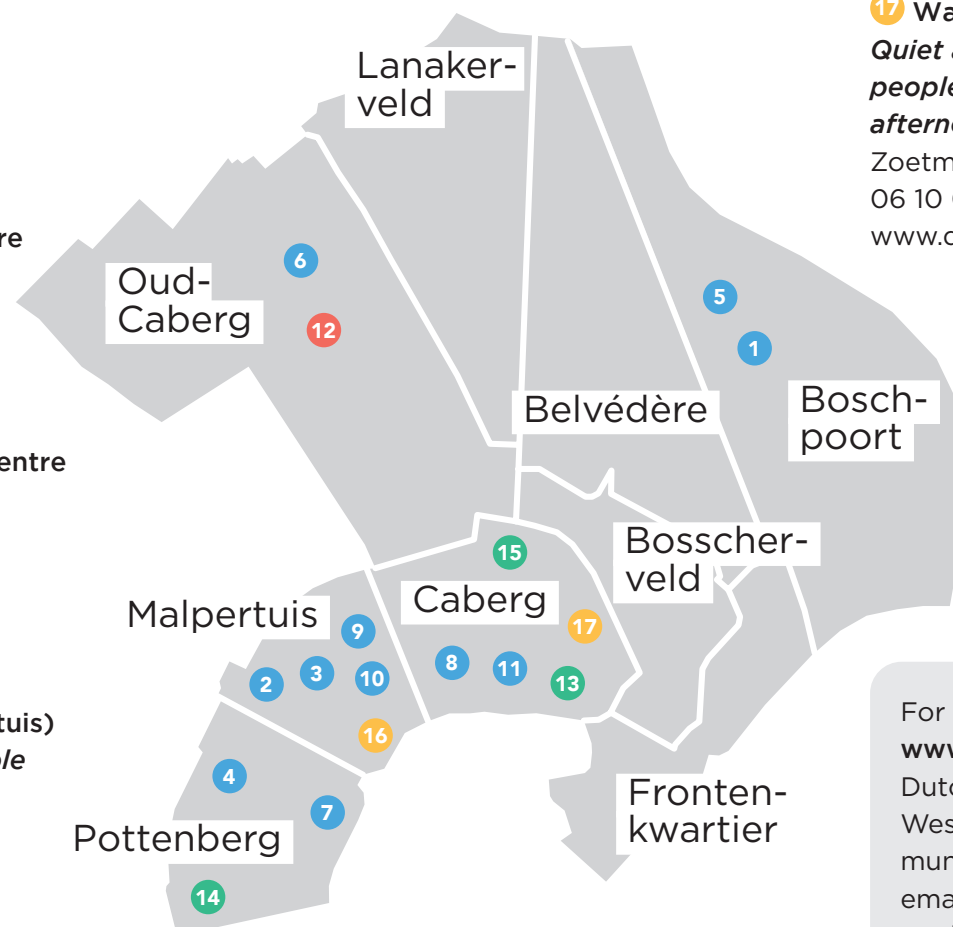 re
entre
tuis)
le
Lanaker-
veld
Oud-
Caberg
6
12
5
1
Belvédère
Bosch-
poort
Bosscher-
veld
15
Caberg
Malpertuis
9
17
8
11
13
2
3
10
16
4
7
Pottenberg
14
Fronten-
kwartier
17 Wa
Quiet
people
aftern
Zoetm
06 10
www.
For
www
Dutc
Wes
mun
ema